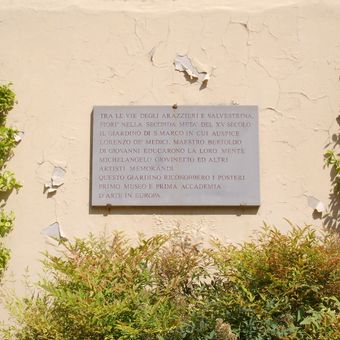 TRA LE VIE DEGLI ARAZZIERI E SALVESTRINA,
FIORÌ NELLA SECONDA METÀ DEL XV SECOLO
IL GIARDINO DI S. MARCO IN CUI AUSPICE
LORENZO DE' MEDICI, MAESTRO BERTOLDO
DI GIOVANNI EDUCARONO LA LORO MENTE
MICHELANGIOLO GIOVINETTO ED ALTRI
ARTISTI MEMORANDI.
QUESTO GIARDINO RICONOBBERO I POSTERI
PRIMO MUSEO E PRIMA ACCADEMIA
D'ARTE IN EUROPA.